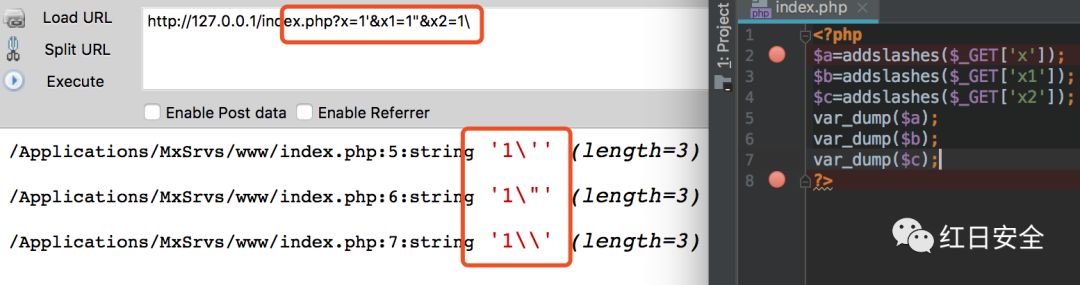 Load URL
Split URL
Execute
http://127.0.0.1/index.php?x=1'&x1=1"&x2=1\
Enable Post data
Enable Referrer
/Applications/MxSrvs/www/index.php:5:string '1\'' (length=3)
/Applications/MxSrvs/www/index.php:6:string '1\"' (length=3)
/Applications/MxSrvs/www/index.php:7:string '1\\' (length=3)
1: Project
php index.php
1 <?php
2 $a=addslashes($_GET['x']);
3 $b=addslashes($_GET['x1']);
4 $c=addslashes($_GET['x2']);
5 var_dump($a);
6 var_dump($b);
7 var_dump($c);
8 ?>
红日安全